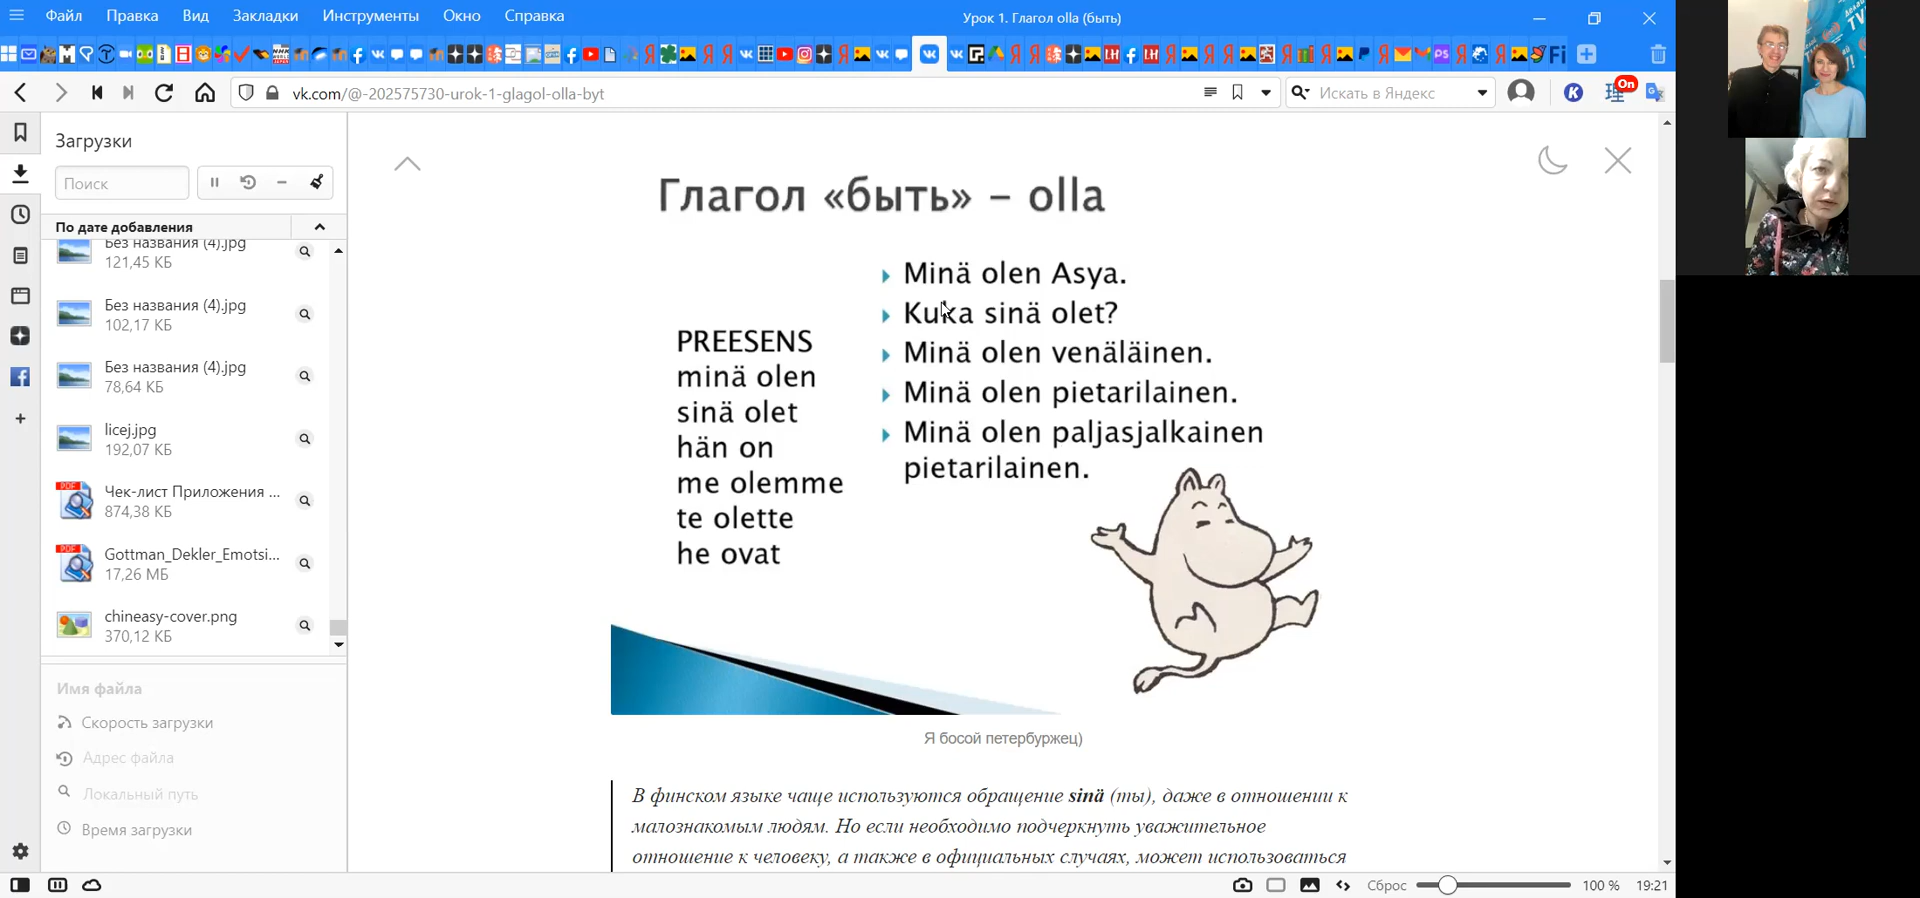 Файл Правка Вид Закладки Инструменты Окно Справка
Урок 1. Глагол olla (быть)
vk.com/@-202575730-urok-1-glagol-olla-byt
Искать в Яндекс
On
Загрузки
Поиск
По дате добавления
Без названия (4).jpg
121,45 КБ
Без названия (4).jpg
102,17 КБ
Без названия (4).jpg
78,64 КБ
licej.jpg
192,07 КБ
Чек-лист Приложения ...
874,38 КБ
Gottman_Dekler_Emotsi...
17,26 МБ
chineasy-cover.png
370,12 КБ
Имя файла
Скорость загрузки
Адрес файла
Локальный путь
Время загрузки
Глагол «быть» – olla
Minä olen Asya.
Kuka sinä olet?
Minä olen venäläinen.
Minä olen pietarilainen.
Minä olen paljasjalkainen
pietarilainen.
PREESENS
minä olen
sinä olet
hän on
me olemme
te olette
he ovat
Я босой петербуржец)
В финском языке чаще используются обращение sinä (ты), даже в отношении к
малознакомым людям. Но если необходимо подчеркнуть уважительное
отношение к человеку, а также в официальных случаях, может использоваться
Сброс
100 %
19:21